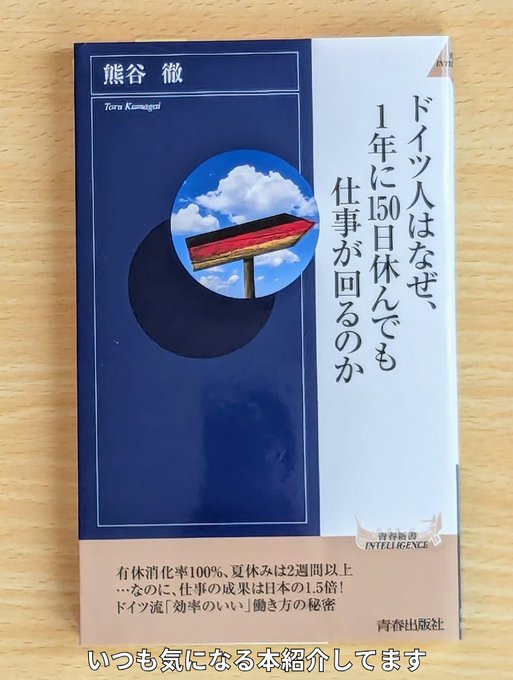 熊谷 徹
Toru Kumagai
ドイツ人はなぜ、
1年に150日休んでも
仕事が回るのか
青春新書
INTELLIGENCE
有休消化率100%、夏休みは2週間以上
…なのに、仕事の成果は日本の1.5倍!
ドイツ流「効率のいい」働き方の秘密
青春出版社
いつも気になる本紹介してます